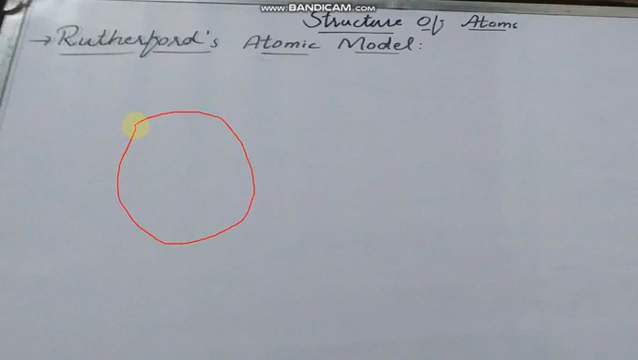 www.BANDICAM.com
Structure Of Atom
→ Rutherford's Atomic Model: